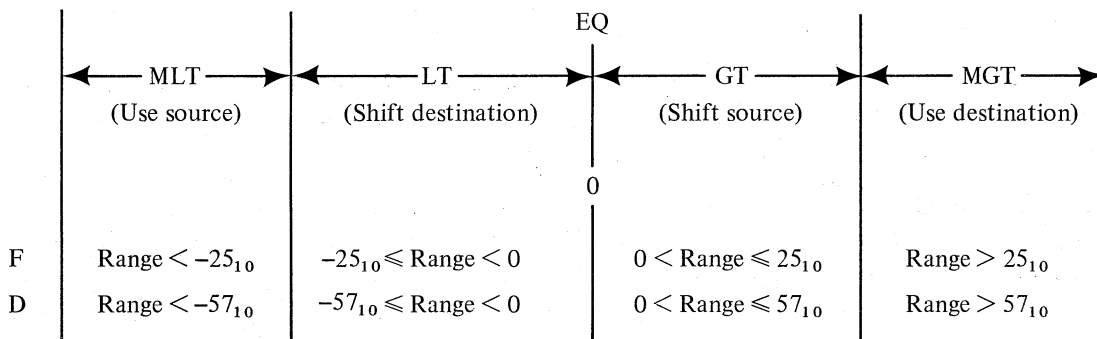 EQ
MLT LT GT MGT
(Use source) (Shift destination) (Shift source) (Use destination)
0
F Range < −25₁₀ −25₁₀ ⩽ Range < 0 0 < Range ⩽ 25₁₀ Range > 25₁₀
D Range < −57₁₀ −57₁₀ ⩽ Range < 0 0 < Range ⩽ 57₁₀ Range > 57₁₀